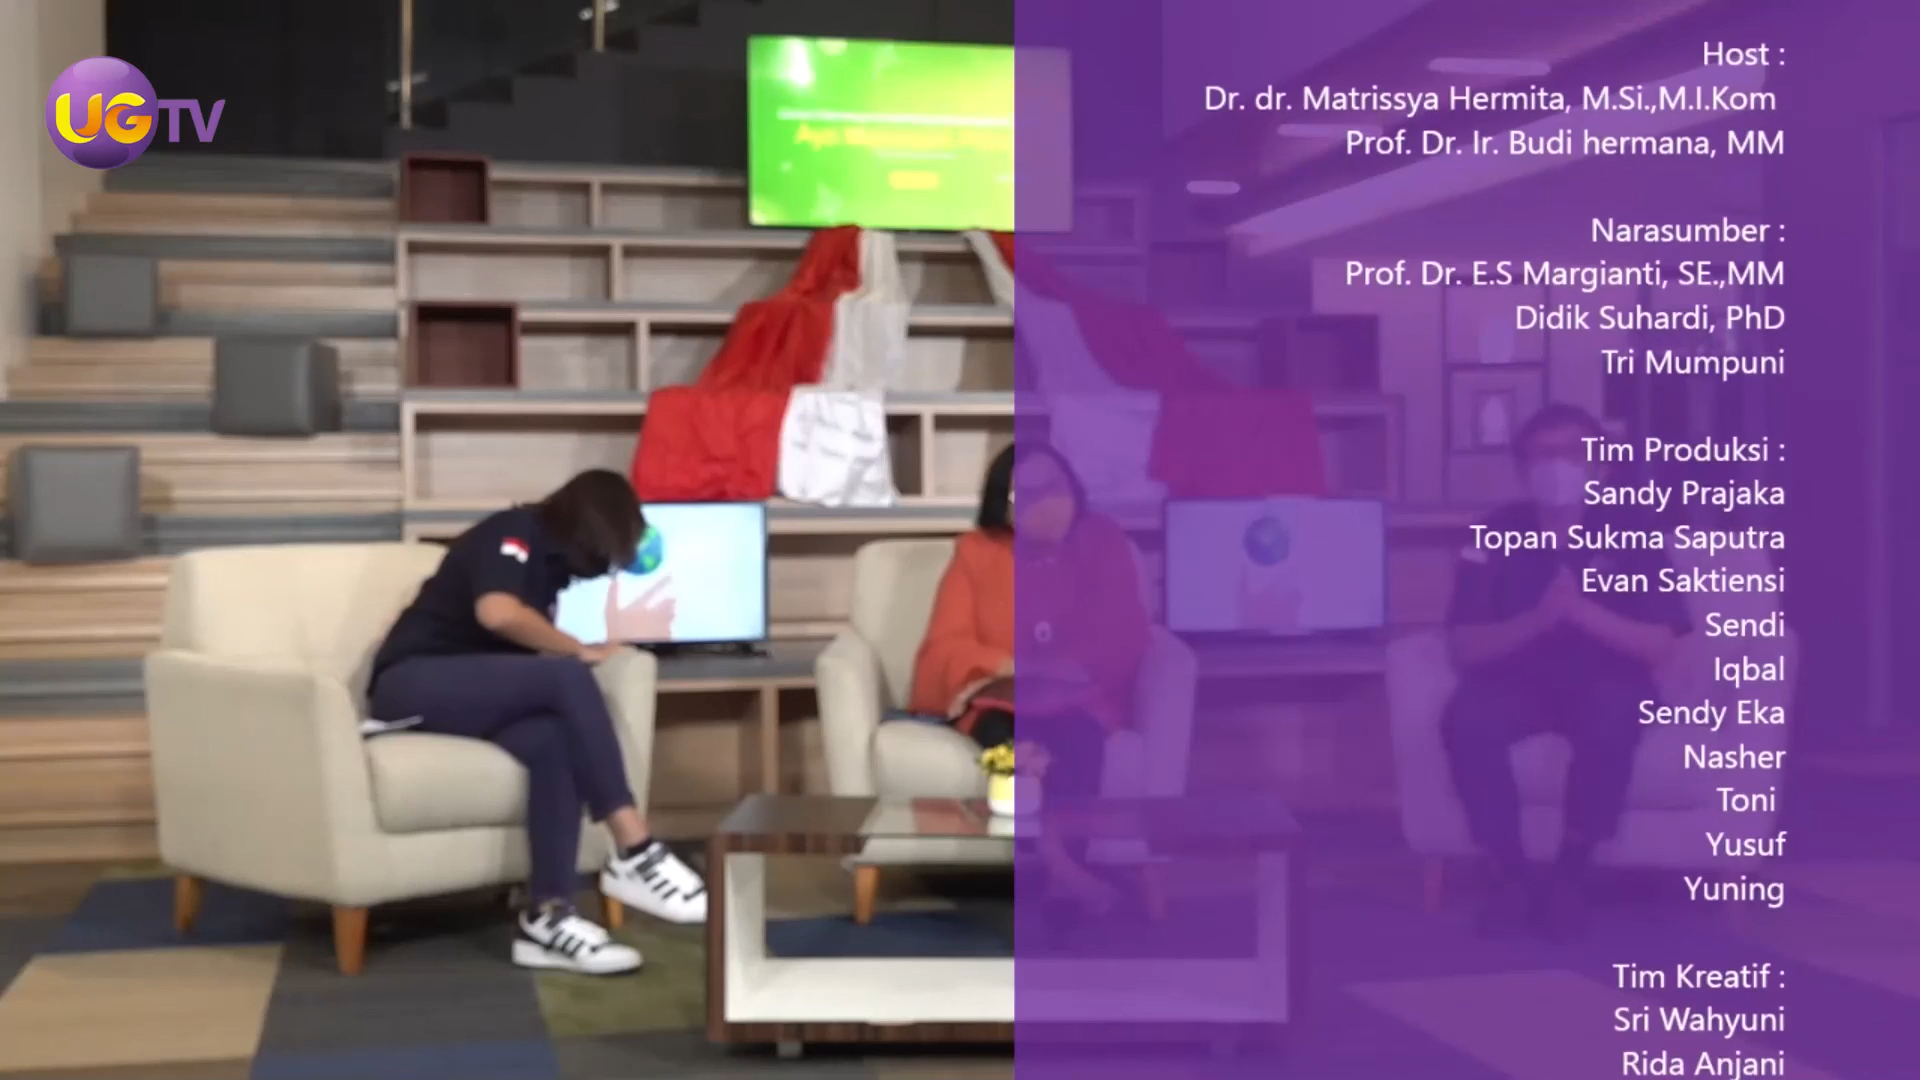 UGTV
Host :
Dr. dr. Matrissya Hermita, M.Si.,M.I.Kom
Prof. Dr. Ir. Budi hermana, MM
Narasumber :
Prof. Dr. E.S Margianti, SE.,MM
Didik Suhardi, PhD
Tri Mumpuni
Tim Produksi :
Sandy Prajaka
Topan Sukma Saputra
Evan Saktiensi
Sendi
Iqbal
Sendy Eka
Nasher
Toni
Yusuf
Yuning
Tim Kreatif :
Sri Wahyuni
Rida Anjani